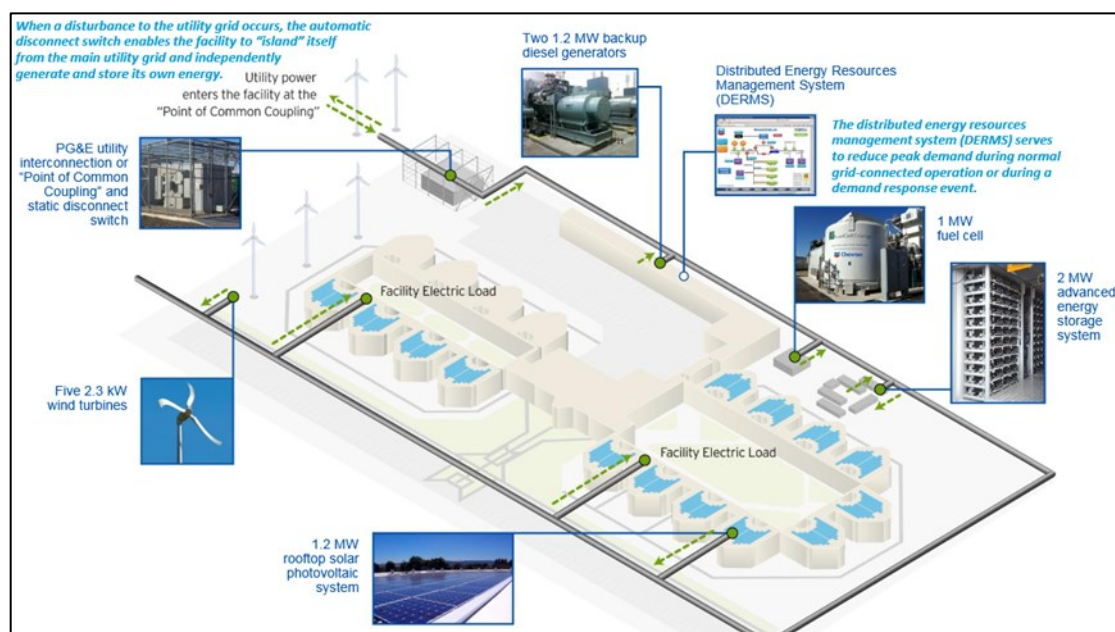 When a disturbance to the utility grid occurs, the automatic
disconnect switch enables the facility to “island” itself
from the main utility grid and independently
generate and store its own energy.
Utility power
enters the facility at the
“Point of Common Coupling”
Two 1.2 MW backup
diesel generators
Distributed Energy Resources
Management System
(DERMS)
The distributed energy resources
management system (DERMS) serves
to reduce peak demand during normal
grid-connected operation or during a
demand response event.
PG&E utility
interconnection or
“Point of Common
Coupling” and
static disconnect
switch
1 MW
fuel cell
Chevron
2 MW
advanced
energy
storage
system
Facility Electric Load
Five 2.3 kW
wind turbines
Facility Electric Load
1.2 MW
rooftop solar
photovoltaic
system